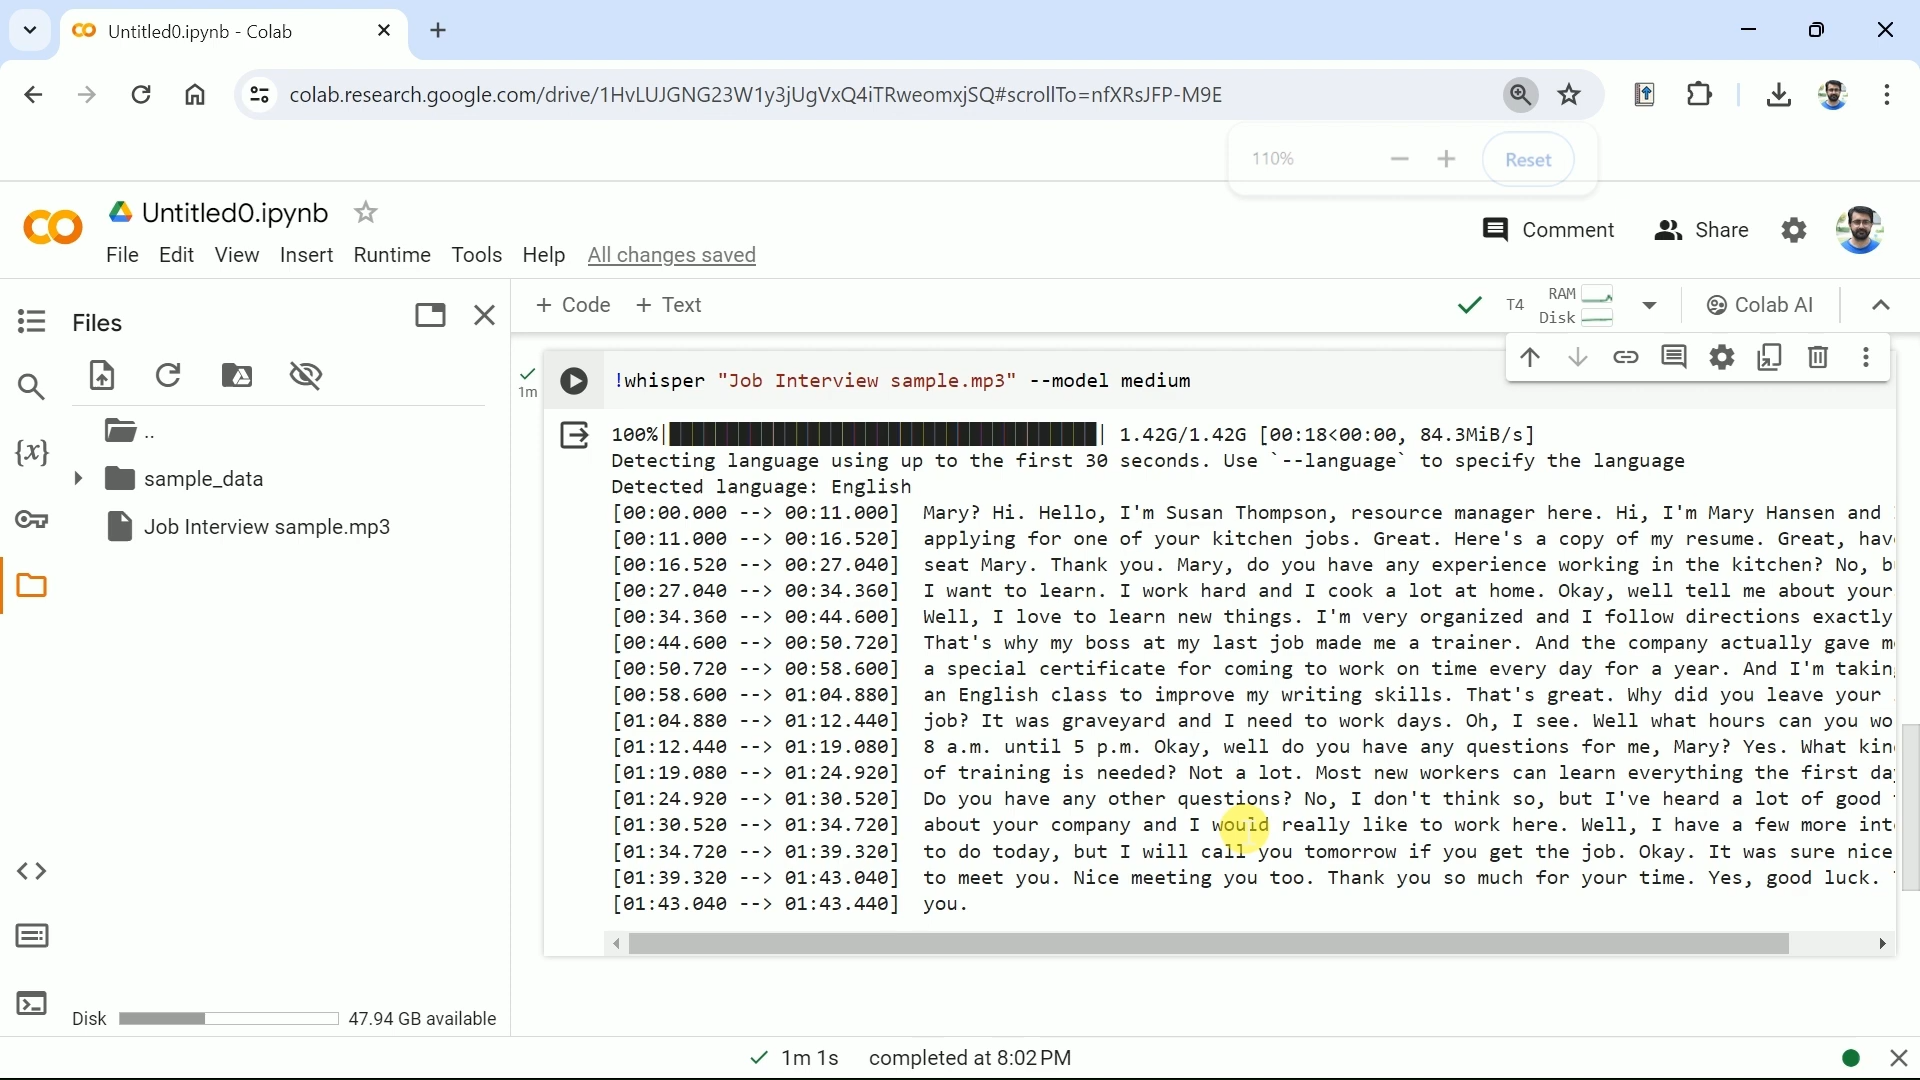 Untitled0.ipynb - Colab
colab.research.google.com/drive/1HvLUJGNG23W1y3jUgVxQ4iTRweomxjSQ#scrollTo=nfXRsJFP-M9E
110%
Reset
Untitled0.ipynb
Comment
Share
File Edit View Insert Runtime Tools Help All changes saved
Files
+ Code + Text
T4
RAM
Disk
Colab AI
..
sample_data
Job Interview sample.mp3
{x}
1m
!whisper "Job Interview sample.mp3" --model medium
100%| | 1.42G/1.42G [00:18<00:00, 84.3MiB/s]
Detecting language using up to the first 30 seconds. Use `--language` to specify the language
Detected language: English
[00:00.000 --> 00:11.000] Mary? Hi. Hello, I'm Susan Thompson, resource manager here. Hi, I'm Mary Hansen and
[00:11.000 --> 00:16.520] applying for one of your kitchen jobs. Great. Here's a copy of my resume. Great, hav
[00:16.520 --> 00:27.040] seat Mary. Thank you. Mary, do you have any experience working in the kitchen? No, b
[00:27.040 --> 00:34.360] I want to learn. I work hard and I cook a lot at home. Okay, well tell me about your
[00:34.360 --> 00:44.600] Well, I love to learn new things. I'm very organized and I follow directions exactly
[00:44.600 --> 00:50.720] That's why my boss at my last job made me a trainer. And the company actually gave m
[00:50.720 --> 00:58.600] a special certificate for coming to work on time every day for a year. And I'm takin
[00:58.600 --> 01:04.880] an English class to improve my writing skills. That's great. Why did you leave your
[01:04.880 --> 01:12.440] job? It was graveyard and I need to work days. Oh, I see. Well what hours can you wo
[01:12.440 --> 01:19.080] 8 a.m. until 5 p.m. Okay, well do you have any questions for me, Mary? Yes. What kin
[01:19.080 --> 01:24.920] of training is needed? Not a lot. Most new workers can learn everything the first da
[01:24.920 --> 01:30.520] Do you have any other questions? No, I don't think so, but I've heard a lot of good
[01:30.520 --> 01:34.720] about your company and I would really like to work here. Well, I have a few more int
[01:34.720 --> 01:39.320] to do today, but I will call you tomorrow if you get the job. Okay. It was sure nice
[01:39.320 --> 01:43.040] to meet you. Nice meeting you too. Thank you so much for your time. Yes, good luck.
[01:43.040 --> 01:43.440] you.
Disk 47.94 GB available
1m 1s completed at 8:02 PM